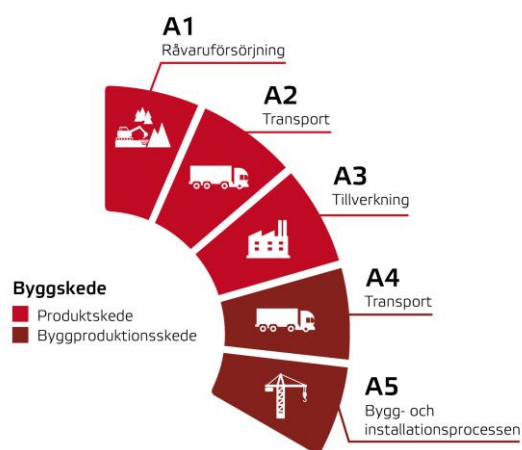 A1
Råvaruförsörjning
A2
Transport
A3
Tillverkning
A4
Transport
A5
Bygg- och
installationsprocessen
Byggskede
Produktskede
Byggproduktionsskede